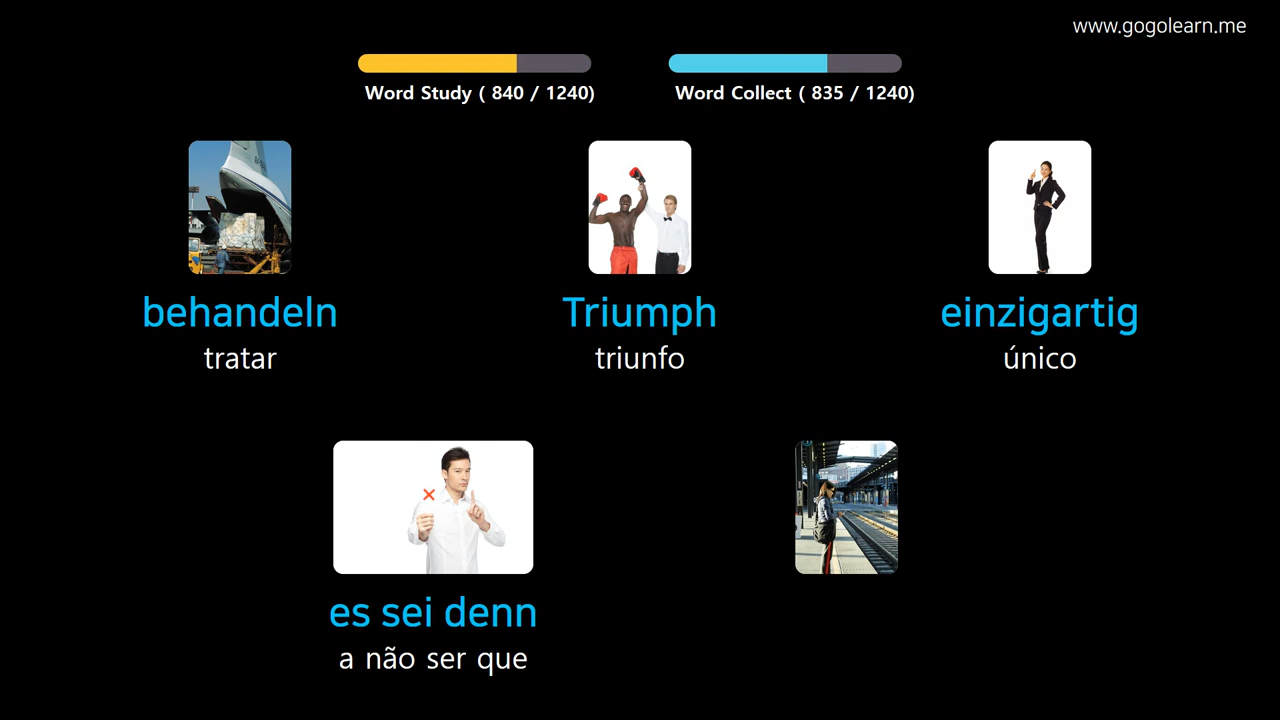 www.gogolearn.me
Word Study ( 840 / 1240)
Word Collect ( 835 / 1240)
behandeln
tratar
Triumph
triunfo
einzigartig
único
es sei denn
a não ser que